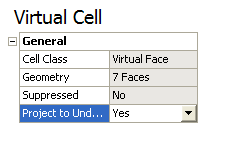 Virtual Cell
General
Cell Class Virtual Face
Geometry 7 Faces
Suppressed No
Project to Und... Yes